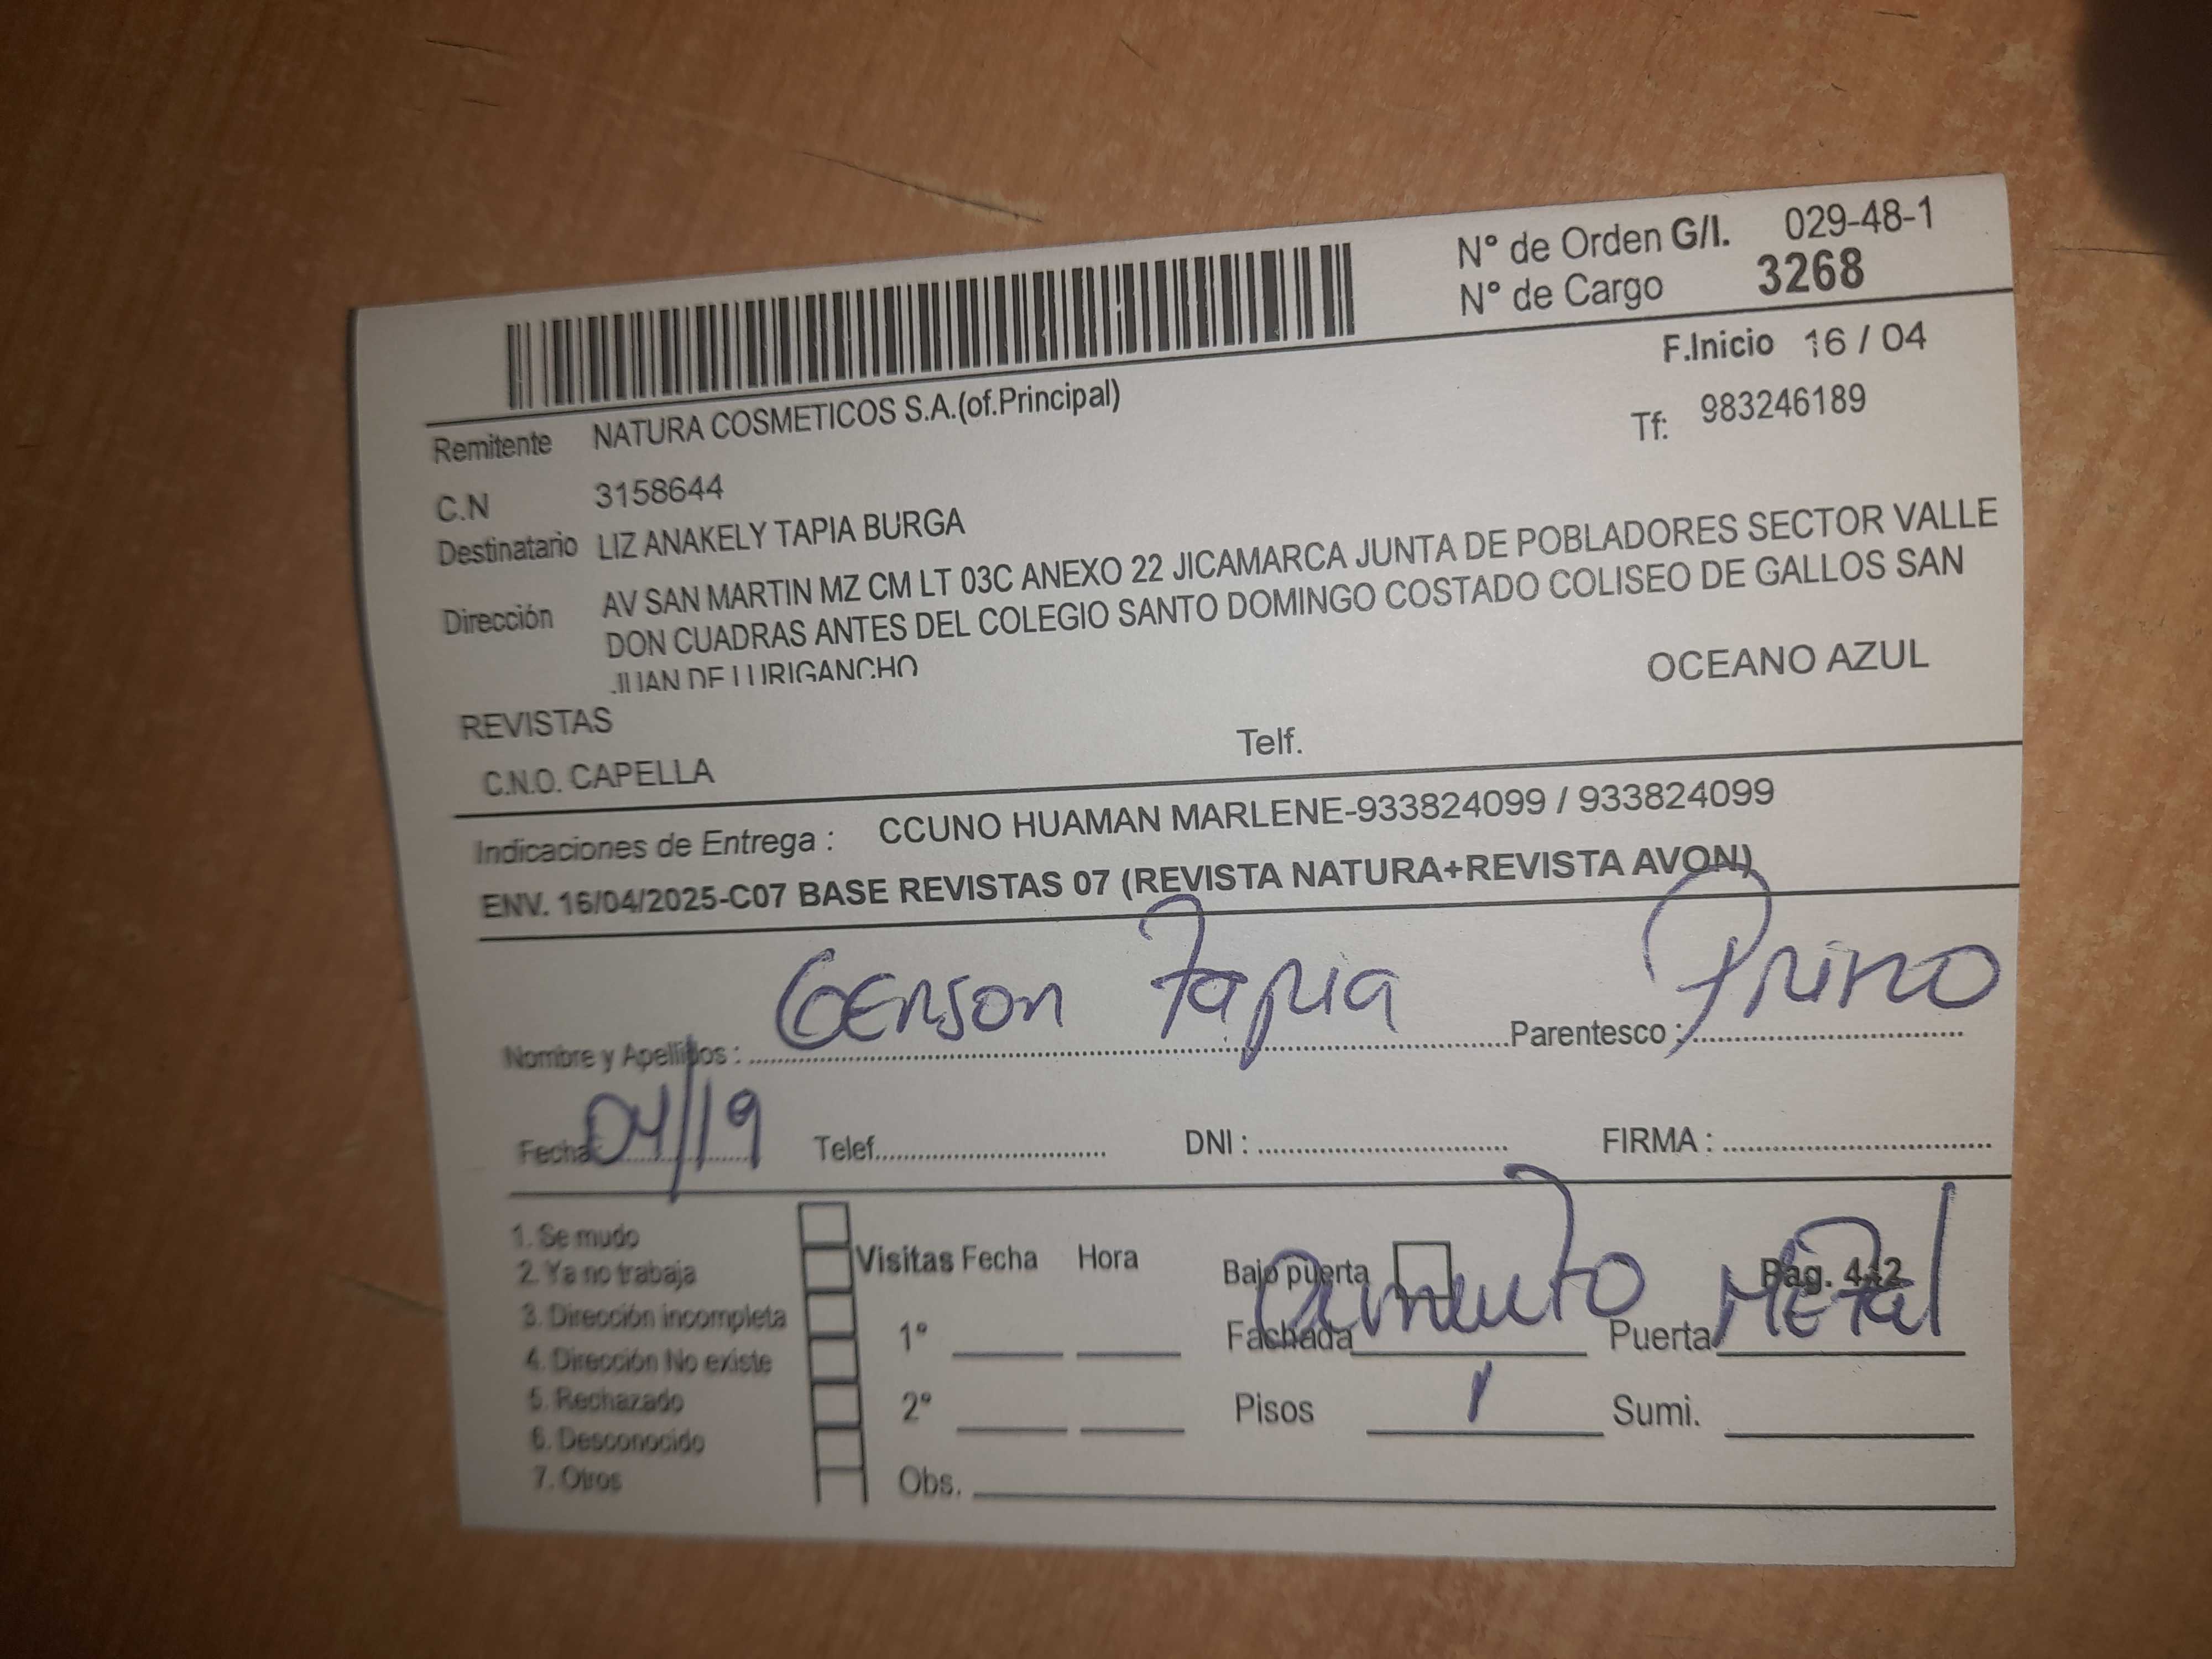 N° de Orden G/I. 029-48-1
N° de Cargo 3268
F.Inicio 16 / 04
Remitente NATURA COSMETICOS S.A.(of.Principal)
Tf: 983246189
C.N 3158644
Destinatario LIZ ANAKELY TAPIA BURGA
Dirección AV SAN MARTIN MZ CM LT 03C ANEXO 22 JICAMARCA JUNTA DE POBLADORES SECTOR VALLE
DON CUADRAS ANTES DEL COLEGIO SANTO DOMINGO COSTADO COLISEO DE GALLOS SAN
JUAN DE LURIGANCHO
OCEANO AZUL
REVISTAS
Telf.
C.N.O. CAPELLA
Indicaciones de Entrega : CCUNO HUAMAN MARLENE-933824099 / 933824099
ENV. 16/04/2025-C07 BASE REVISTAS 07 (REVISTA NATURA+REVISTA AVON)
Nombre y Apellidos : Gerson Tapia Parentesco : Primo
Fecha: 04/19 Telef. DNI : FIRMA :
1. Se mudo
2. Ya no trabaja
3. Dirección incompleta
4. Dirección No existe
5. Rechazado
6. Desconocido
7. Otros
Visitas Fecha Hora
1°
2°
Obs.
Bajo puerta Pág. 442
Fachada Puerta Metal
Pisos 1 Sumi.